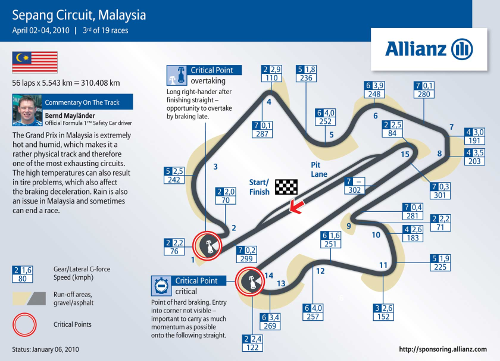 Sepang Circuit, Malaysia
April 02-04, 2010 | 3rd of 19 races
Allianz
56 laps x 5.543 km = 310.408 km
Commentary On The Track
Bernd Mayländer
Official Formula 1™ Safety Car driver
The Grand Prix in Malaysia is extremely
hot and humid, which makes it a
rather physical track and therefore
one of the most exhausting circuits.
The high temperatures can also result
in tire problems, which also affect
the braking deceleration. Rain is also
an issue in Malaysia and sometimes
can end a race.
Critical Point
overtaking
Long right-hander after
finishing straight –
opportunity to overtake
by braking late.
2 2,9
110
5 1,8
236
7 0,1
287
4
6 4,0
252
5
6 3,9
248
6
7 0,1
280
2 2,5
84
7
4 3,0
191
8
4 3,5
203
15
7 0,3
301
Pit
Lane
Start/
Finish
7 –
302
5 2,5
242
3
2 2,0
70
2
2 2,2
76
1
7 0,2
299
7 0,4
281
2 2,2
71
9
4 2,6
183
10
6 1,6
251
5 1,9
225
11
12
3 2,6
152
6 4,0
257
13
14
6 3,4
269
2 2,4
122
Critical Point
critical
Point of hard braking. Entry
into corner not visible –
important to carry as much
momentum as possible
onto the following straight.
2 1,6
80
Gear/Lateral G-force
Speed (kmph)
Run-off areas,
gravel/asphalt
Critical Points
Status: January 06, 2010
http://sponsoring.allianz.com